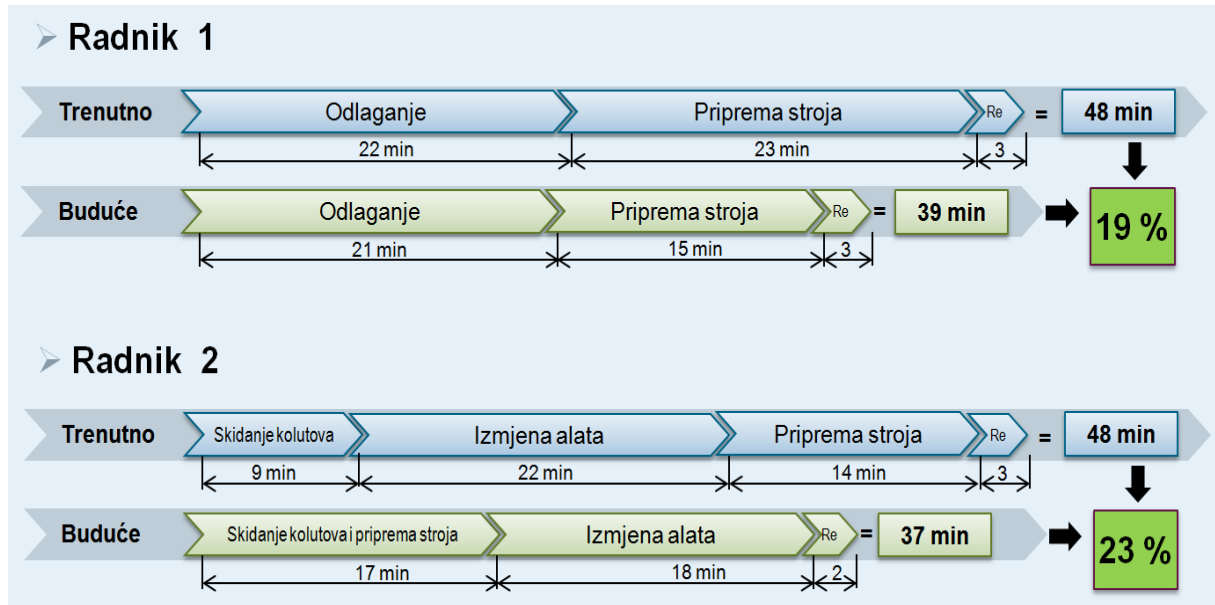 Radnik 1
Trenutno Odlaganje Priprema stroja Re = 48 min
22 min 23 min 3
Buduće Odlaganje Priprema stroja Re = 39 min 19 %
21 min 15 min 3
Radnik 2
Trenutno Skidanje kolutova Izmjena alata Priprema stroja Re = 48 min
9 min 22 min 14 min 3
Buduće Skidanje kolutova i priprema stroja Izmjena alata Re = 37 min 23 %
17 min 18 min 2